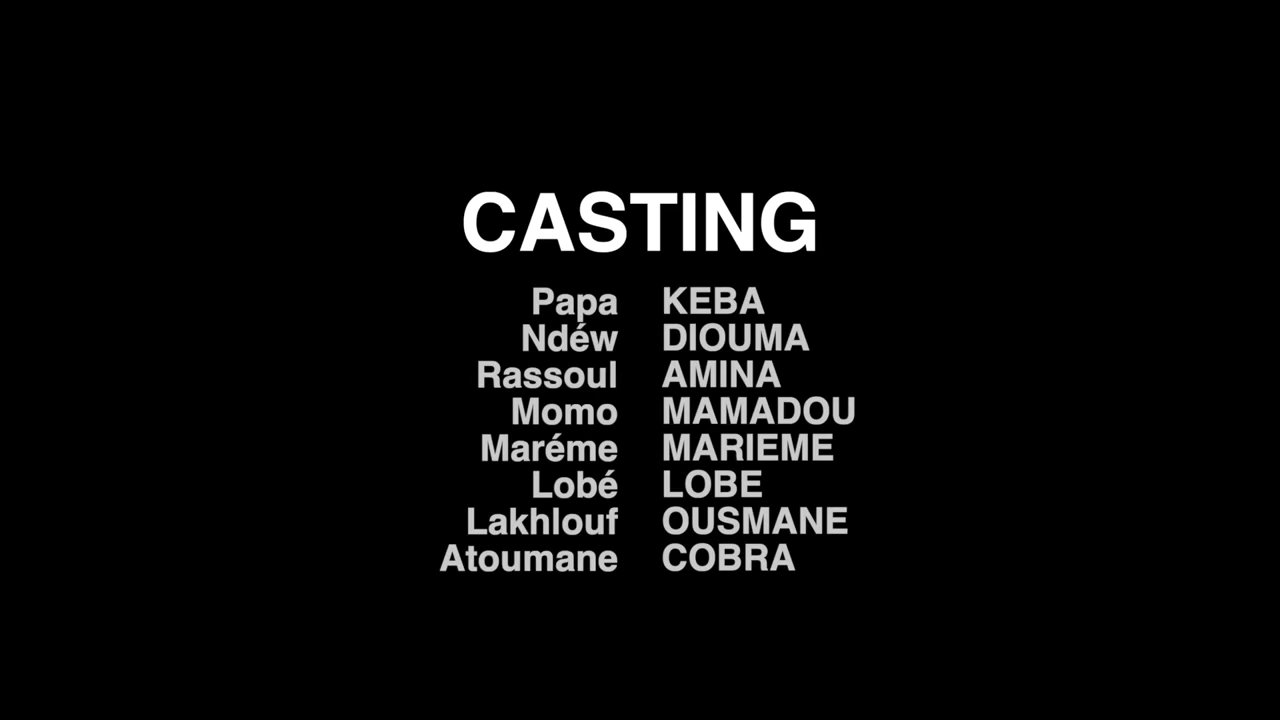 CASTING
Papa KEBA
Ndéw DIOUMA
Rassoul AMINA
Momo MAMADOU
Maréme MARIEME
Lobé LOBE
Lakhlouf OUSMANE
Atoumane COBRA